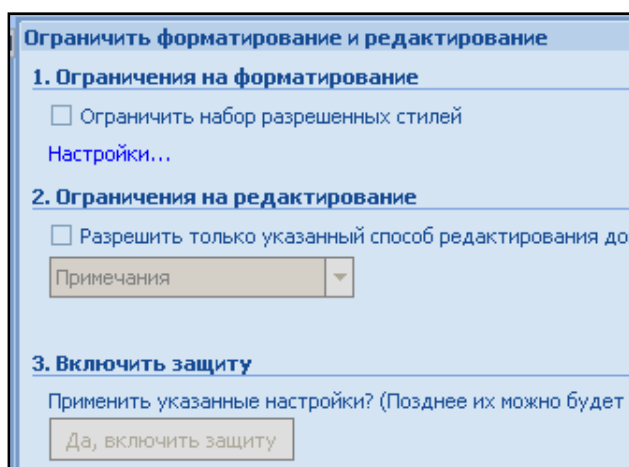 Ограничить форматирование и редактирование
1. Ограничения на форматирование
Ограничить набор разрешенных стилей
Настройки...
2. Ограничения на редактирование
Разрешить только указанный способ редактирования до
Примечания
3. Включить защиту
Применить указанные настройки? (Позднее их можно будет
Да, включить защиту